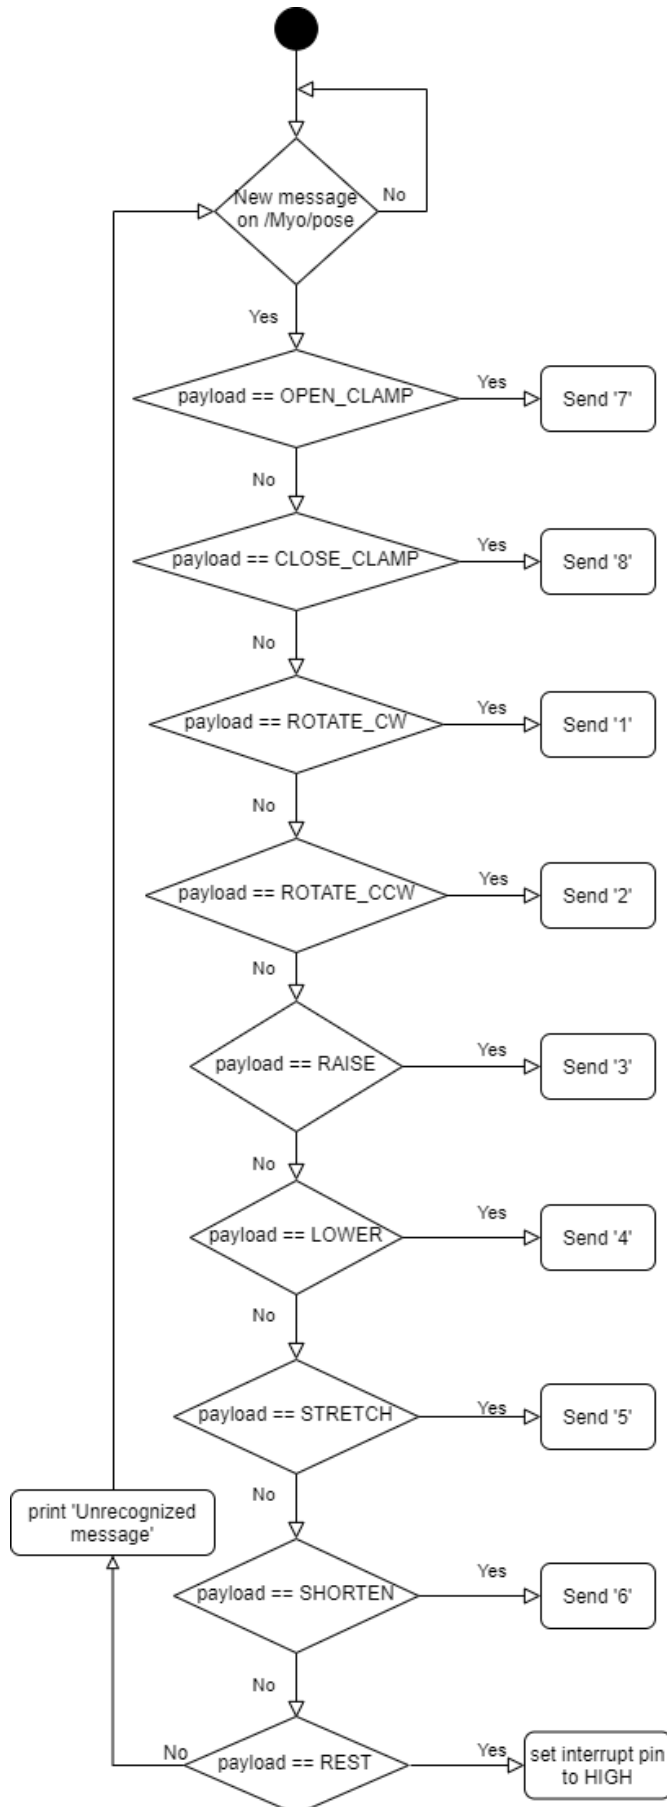 New message
on /Myo/pose
No
Yes
payload == OPEN_CLAMP
Yes
Send '7'
No
payload == CLOSE_CLAMP
Yes
Send '8'
No
payload == ROTATE_CW
Yes
Send '1'
No
payload == ROTATE_CCW
Yes
Send '2'
No
payload == RAISE
Yes
Send '3'
No
payload == LOWER
Yes
Send '4'
No
payload == STRETCH
Yes
Send '5'
No
print 'Unrecognized
message'
payload == SHORTEN
Yes
Send '6'
No
No
payload == REST
Yes
set interrupt pin
to HIGH